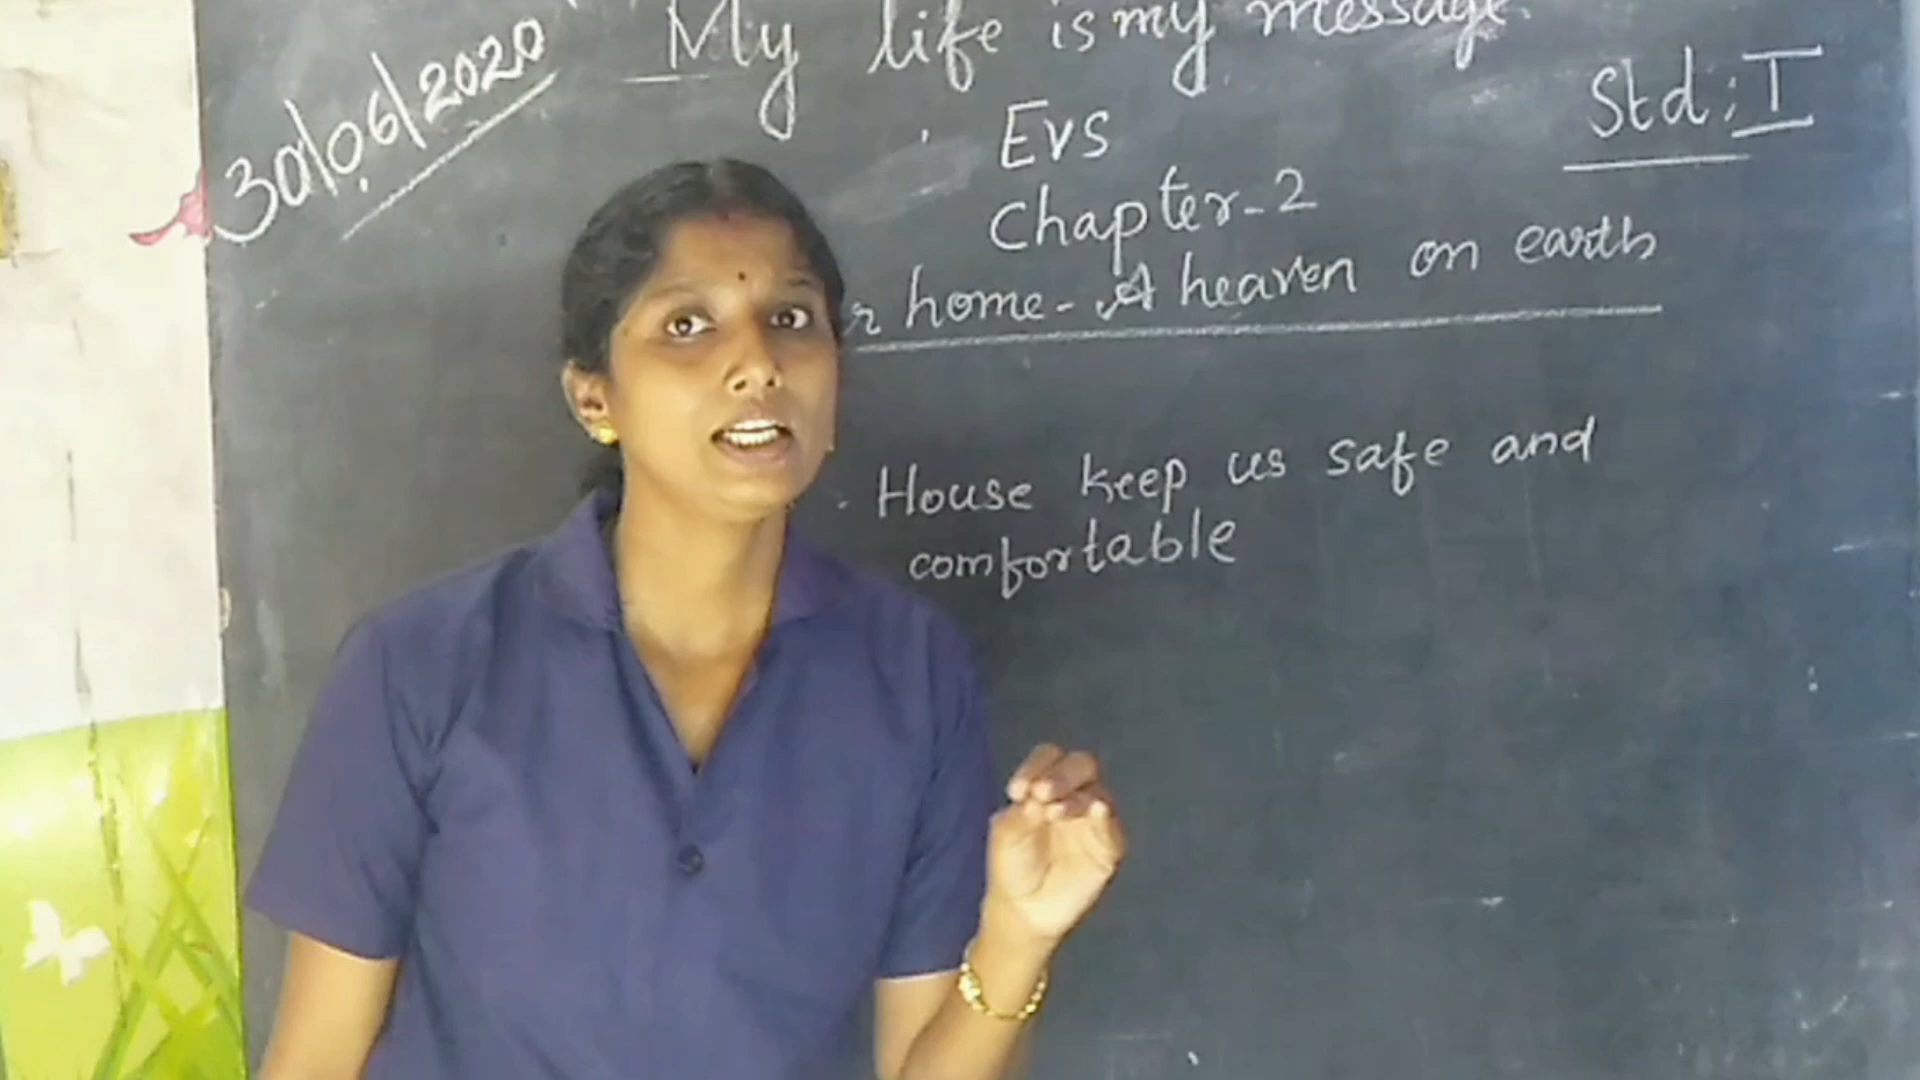 My life is my message.
30/06/2020
Std: I
EVS
Chapter-2
home - A heaven on earth
House keep us safe and
comfortable